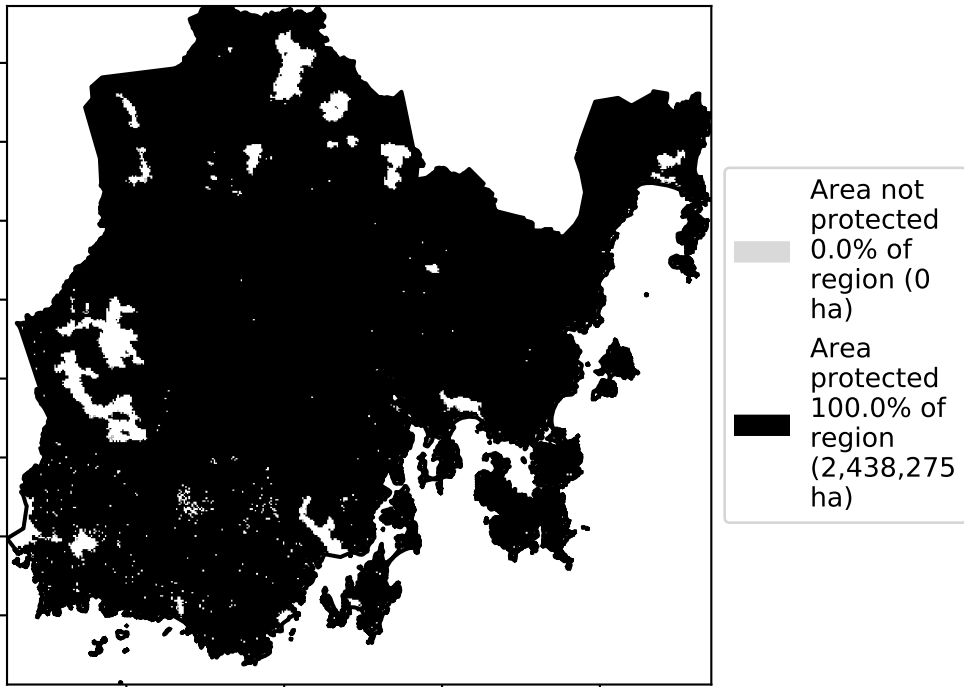 Area not
protected
0.0% of
region (0
ha)
Area
protected
100.0% of
region
(2,438,275
ha)